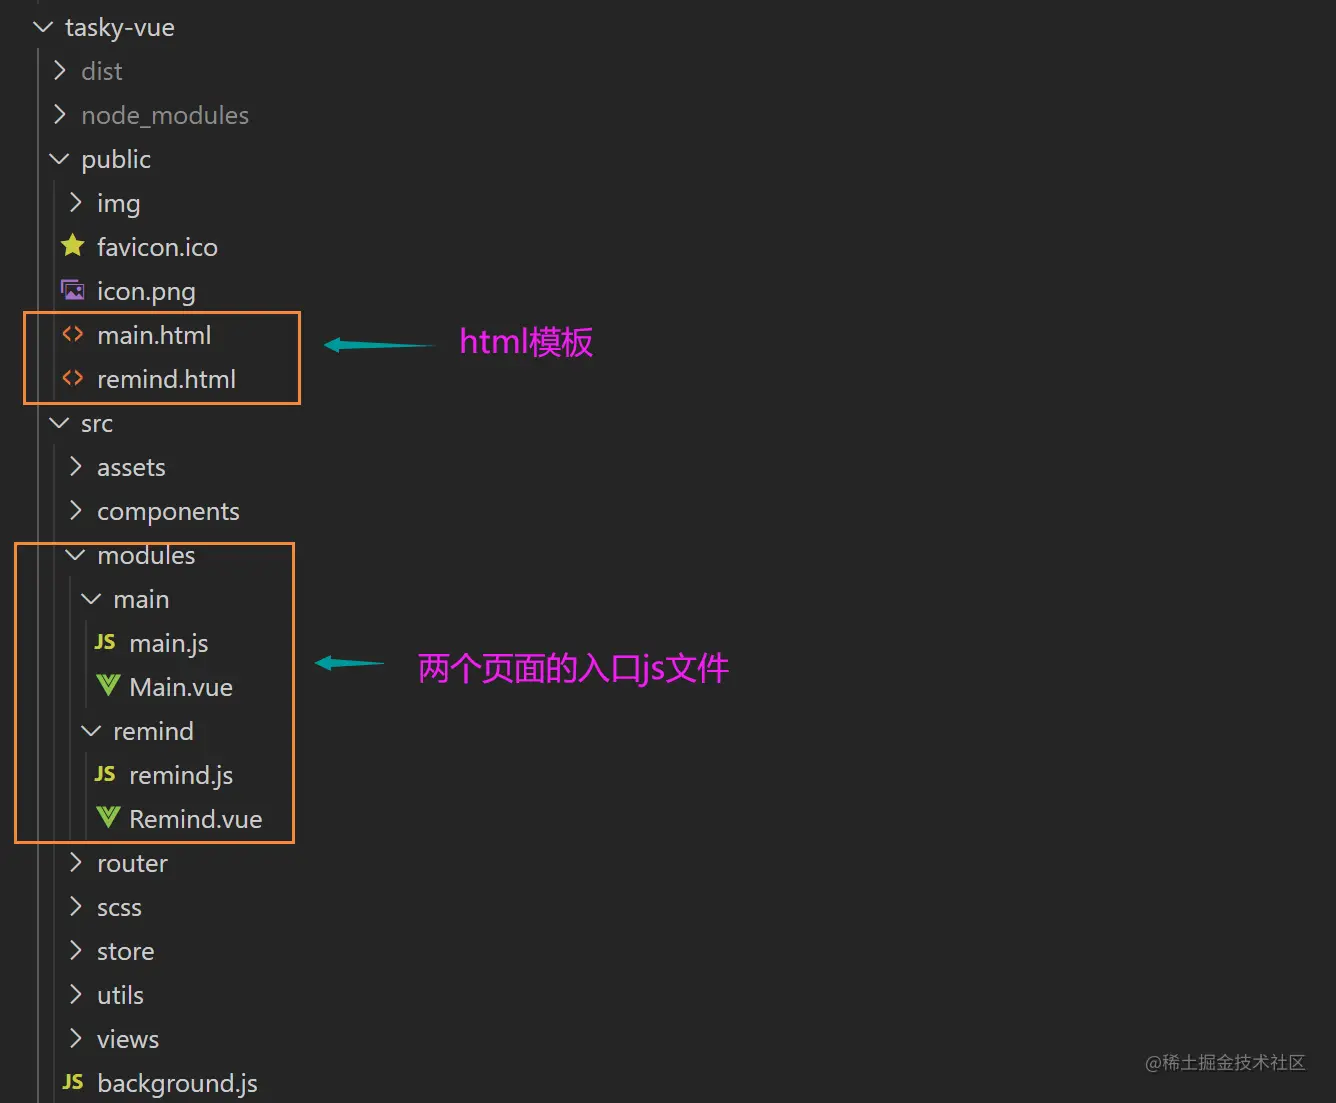 tasky-vue
dist
node_modules
public
img
favicon.ico
icon.png
main.html
html模板
remind.html
src
assets
components
modules
main
main.js
两个页面的入口js文件
Main.vue
remind
remind.js
Remind.vue
router
scss
store
utils
views
@稀土掘金技术社区
background.js